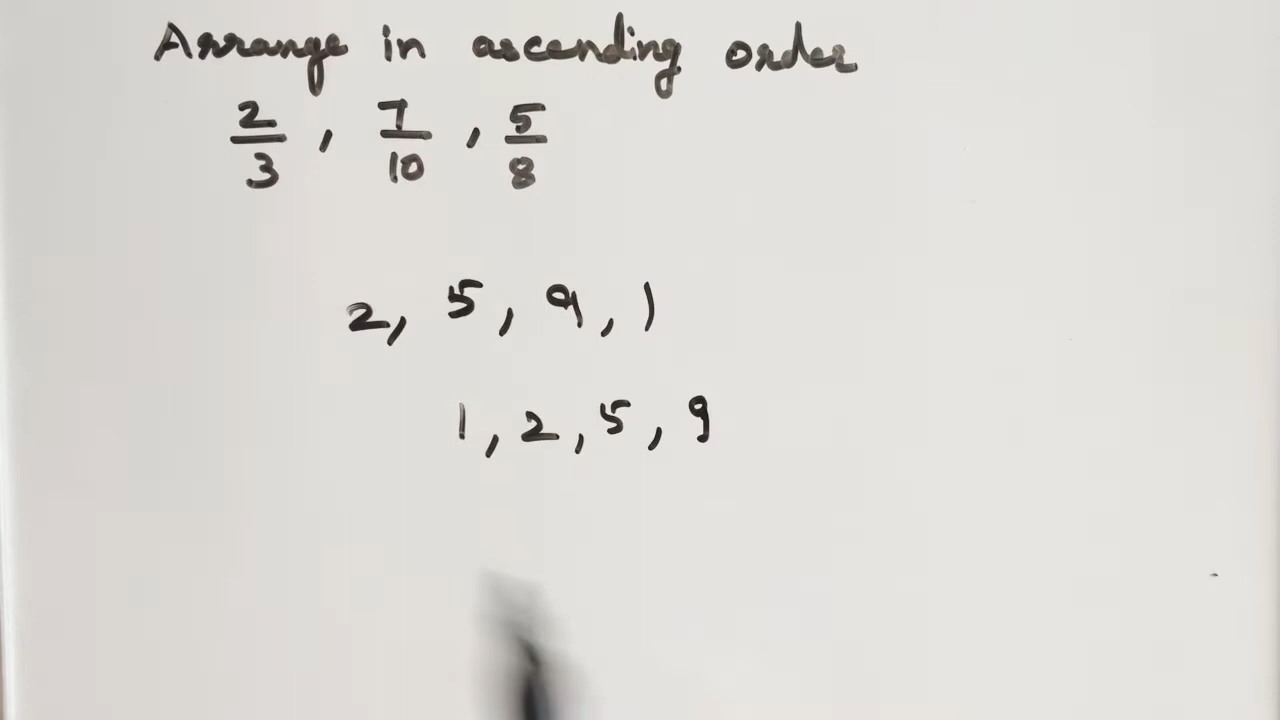 Arrange in ascending order
2/3 , 7/10 , 5/8
2, 5, 9, 1
1, 2, 5, 9